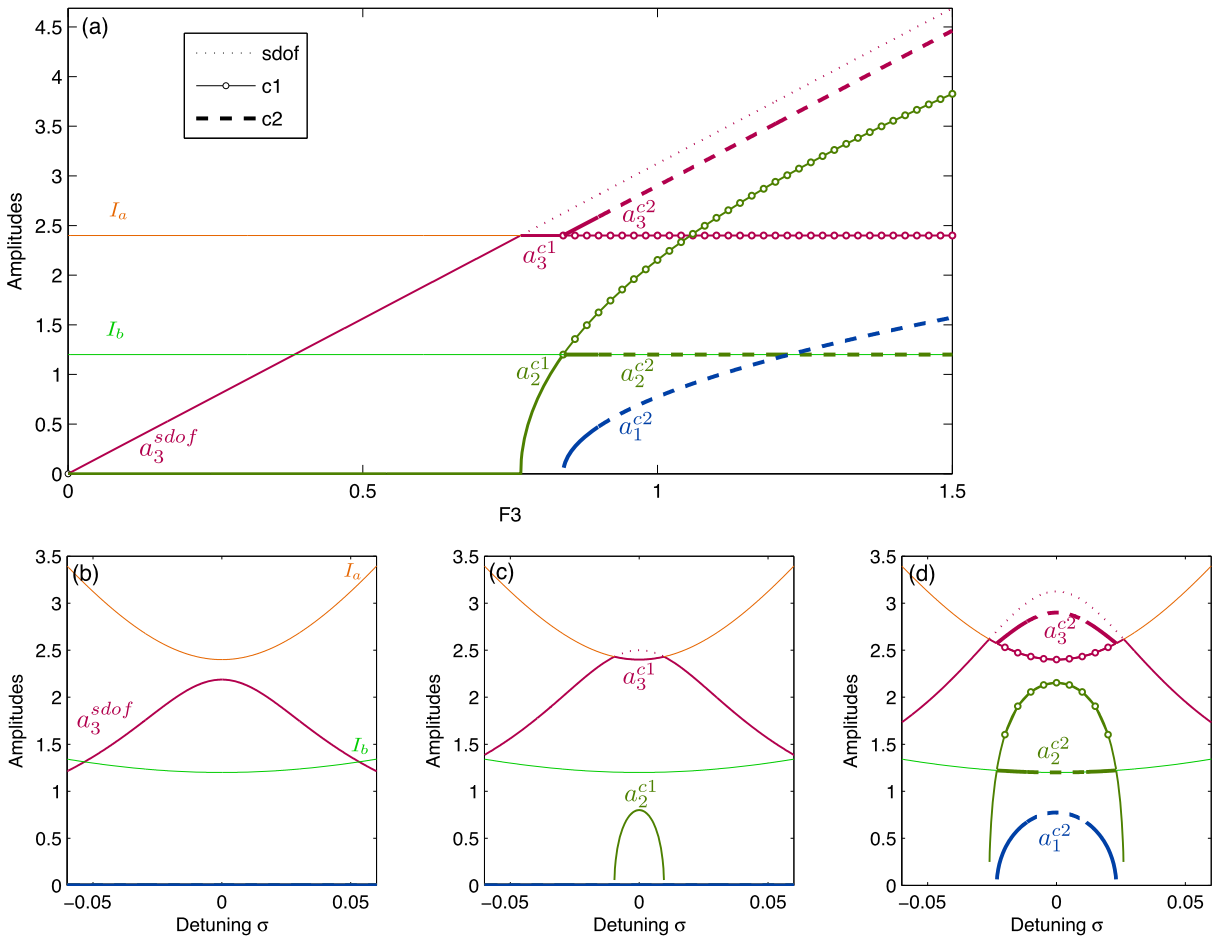 (a)
sdof
c1
c2
4.5
4
3.5
3
2.5
2
1.5
1
0.5
0
Amplitudes
I_a
I_b
a_3^{sdof}
a_3^{c1}
a_3^{c2}
a_2^{c1}
a_2^{c2}
a_1^{c2}
0 0.5 1 1.5
F3
(b)
3.5
3
2.5
2
1.5
1
0.5
0
Amplitudes
I_a
a_3^{sdof}
I_b
−0.05 0 0.05
Detuning σ
(c)
3.5
3
2.5
2
1.5
1
0.5
0
Amplitudes
I_a
a_3^{c1}
a_2^{c1}
−0.05 0 0.05
Detuning σ
(d)
3.5
3
2.5
2
1.5
1
0.5
0
Amplitudes
a_3^{c2}
a_2^{c2}
a_1^{c2}
−0.05 0 0.05
Detuning σ